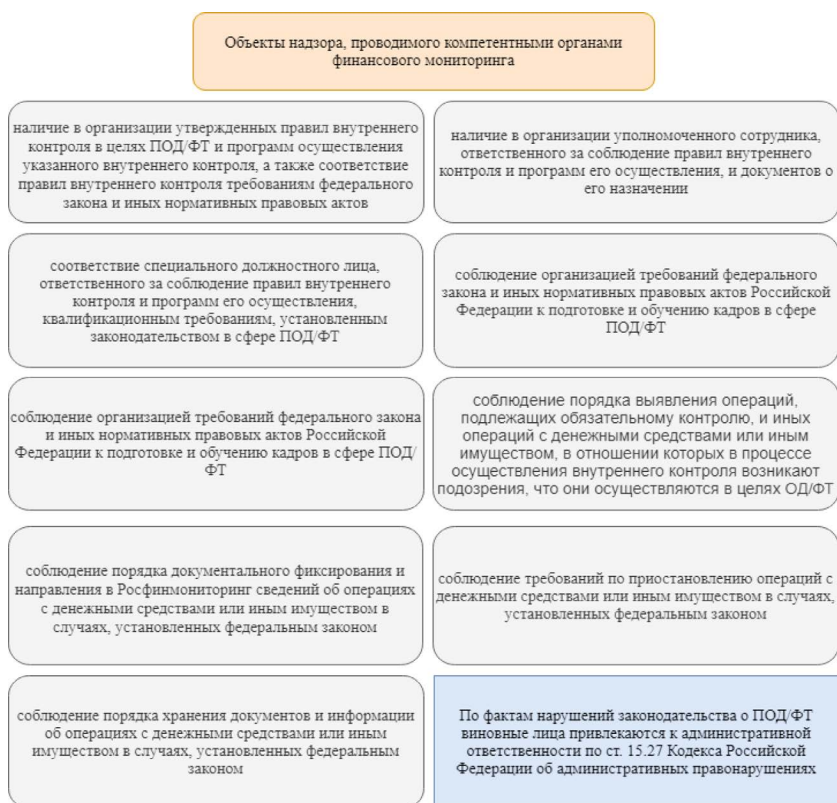 Объекты надзора, проводимого компетентными органами
финансового мониторинга
наличие в организации утвержденных правил внутреннего
контроля в целях ПОД/ФТ и программ осуществления
указанного внутреннего контроля, а также соответствие
правил внутреннего контроля требованиям федерального
закона и иных нормативных правовых актов
наличие в организации уполномоченного сотрудника,
ответственного за соблюдение правил внутреннего
контроля и программ его осуществления, и документов о
его назначении
соответствие специального должностного лица,
ответственного за соблюдение правил внутреннего
контроля и программ его осуществления,
квалификационным требованиям, установленным
законодательством в сфере ПОД/ФТ
соблюдение организацией требований федерального
закона и иных нормативных правовых актов Российской
Федерации к подготовке и обучению кадров в сфере
ПОД/ФТ
соблюдение организацией требований федерального закона
и иных нормативных правовых актов Российской
Федерации к подготовке и обучению кадров в сфере ПОД/
ФТ
соблюдение порядка выявления операций,
подлежащих обязательному контролю, и иных
операций с денежными средствами или иным
имуществом, в отношении которых в процессе
осуществления внутреннего контроля возникают
подозрения, что они осуществляются в целях ОД/ФТ
соблюдение порядка документального фиксирования и
направления в Росфинмониторинг сведений об операциях
с денежными средствами или иным имуществом в
случаях, установленных федеральным законом
соблюдение требований по приостановлению операций с
денежными средствами или иным имуществом в случаях,
установленных федеральным законом
соблюдение порядка хранения документов и информации
об операциях с денежными средствами или иным
имуществом в случаях, установленных федеральным
законом
По фактам нарушений законодательства о ПОД/ФТ
виновные лица привлекаются к административной
ответственности по ст. 15.27 Кодекса Российской
Федерации об административных правонарушениях